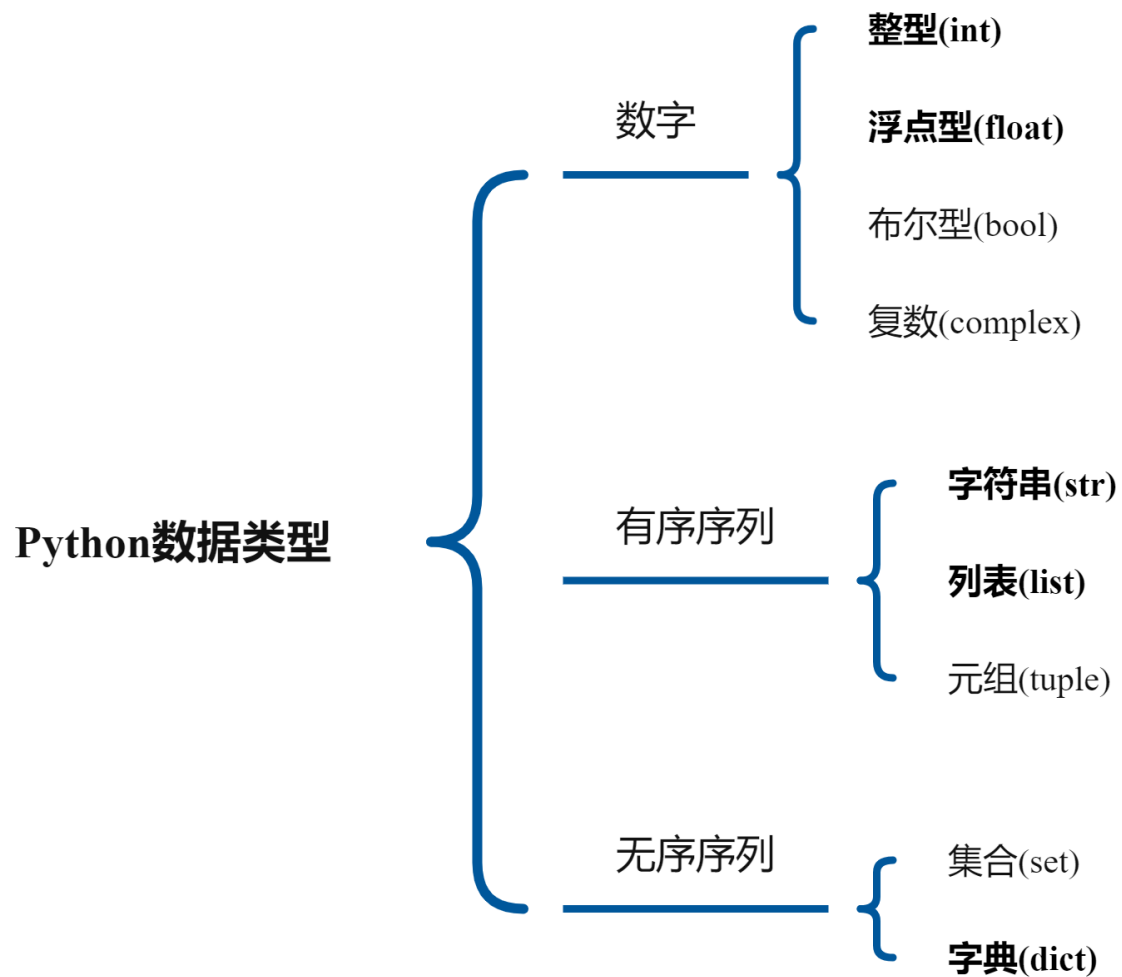 Python数据类型
数字
整型(int)
浮点型(float)
布尔型(bool)
复数(complex)
有序序列
字符串(str)
列表(list)
元组(tuple)
无序序列
集合(set)
字典(dict)